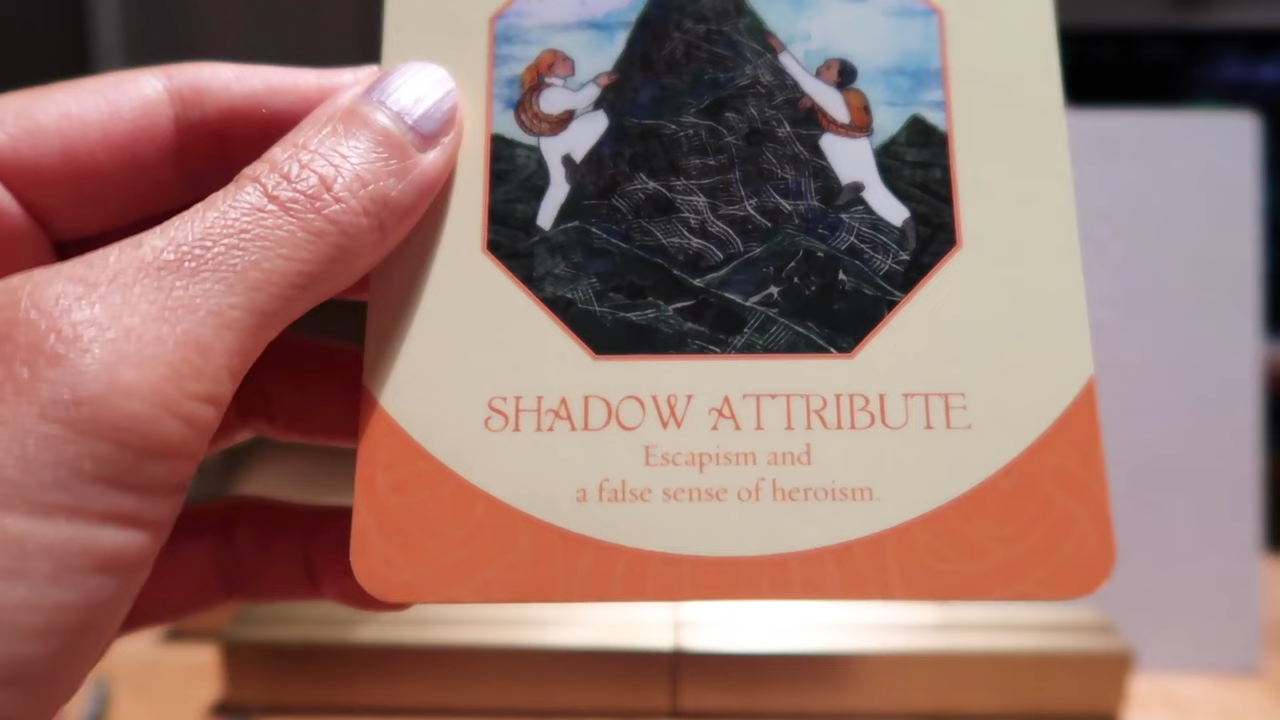 SHADOW ATTRIBUTE
Escapism and
a false sense of heroism.